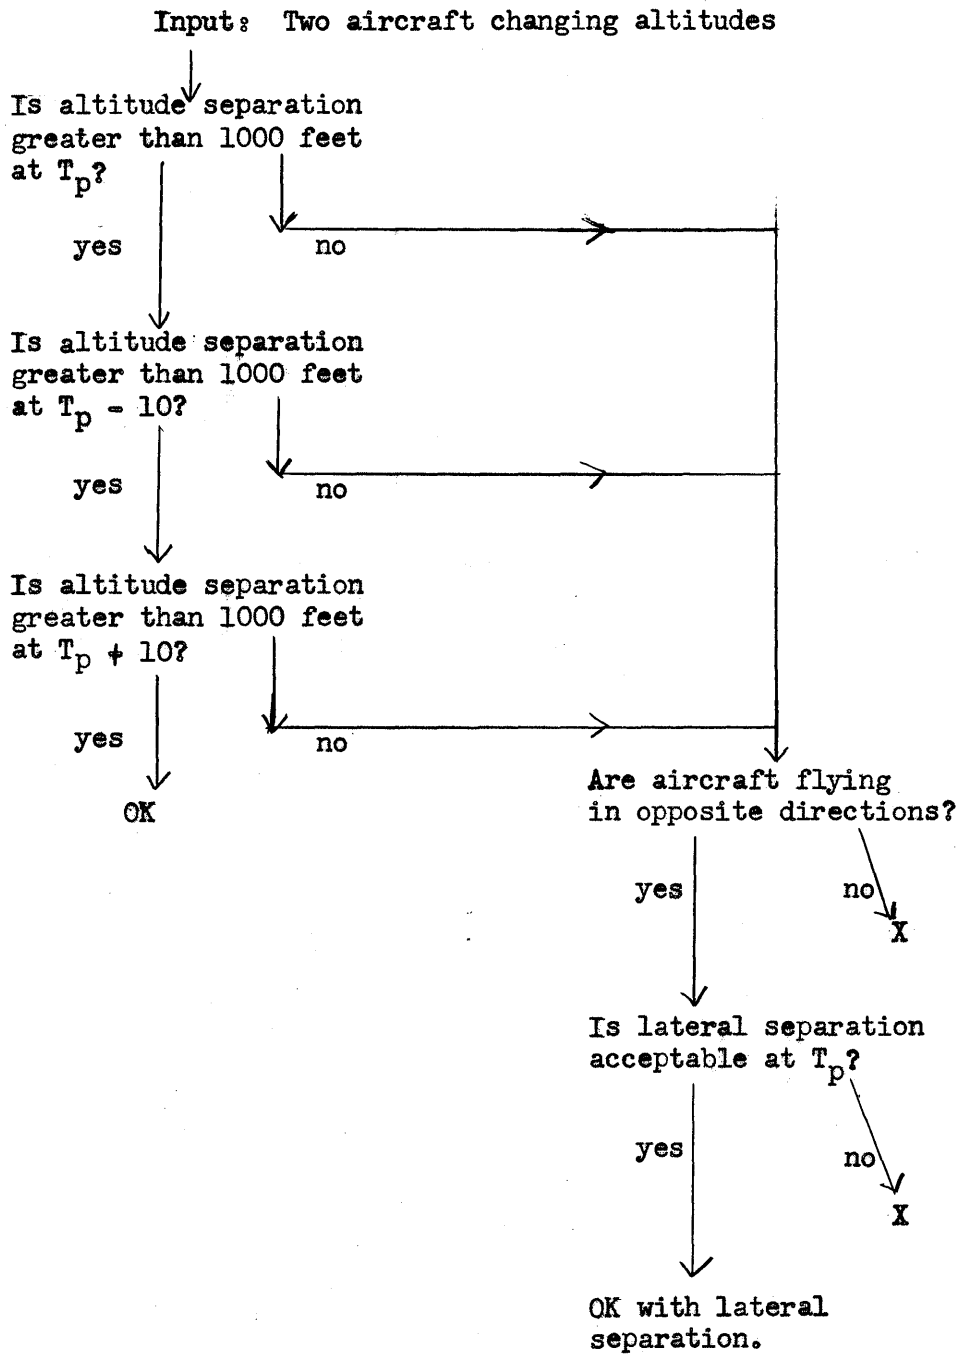 Input: Two aircraft changing altitudes
Is altitude separation
greater than 1000 feet
at Tp?
yes
no
Is altitude separation
greater than 1000 feet
at Tp - 10?
yes
no
Is altitude separation
greater than 1000 feet
at Tp + 10?
yes
no
OK
Are aircraft flying
in opposite directions?
yes
no
X
Is lateral separation
acceptable at Tp?
yes
no
X
OK with lateral
separation.